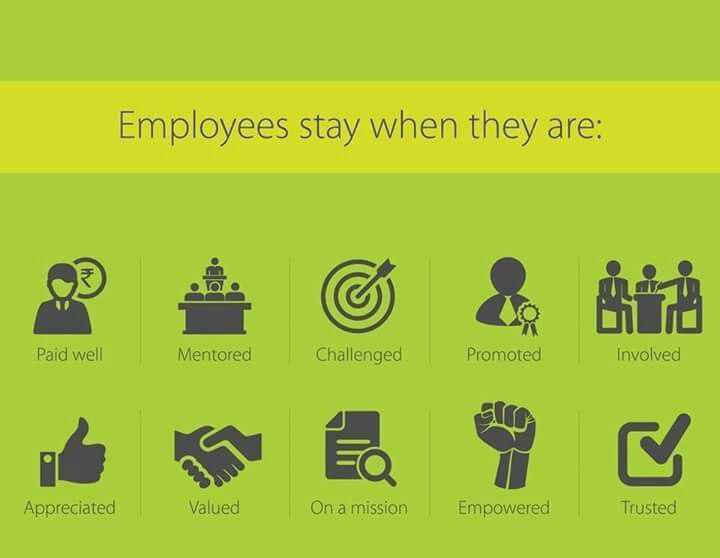 Employees stay when they are:
₹
Paid well
Mentored
Challenged
Promoted
Involved
Appreciated
Valued
On a mission
Empowered
Trusted